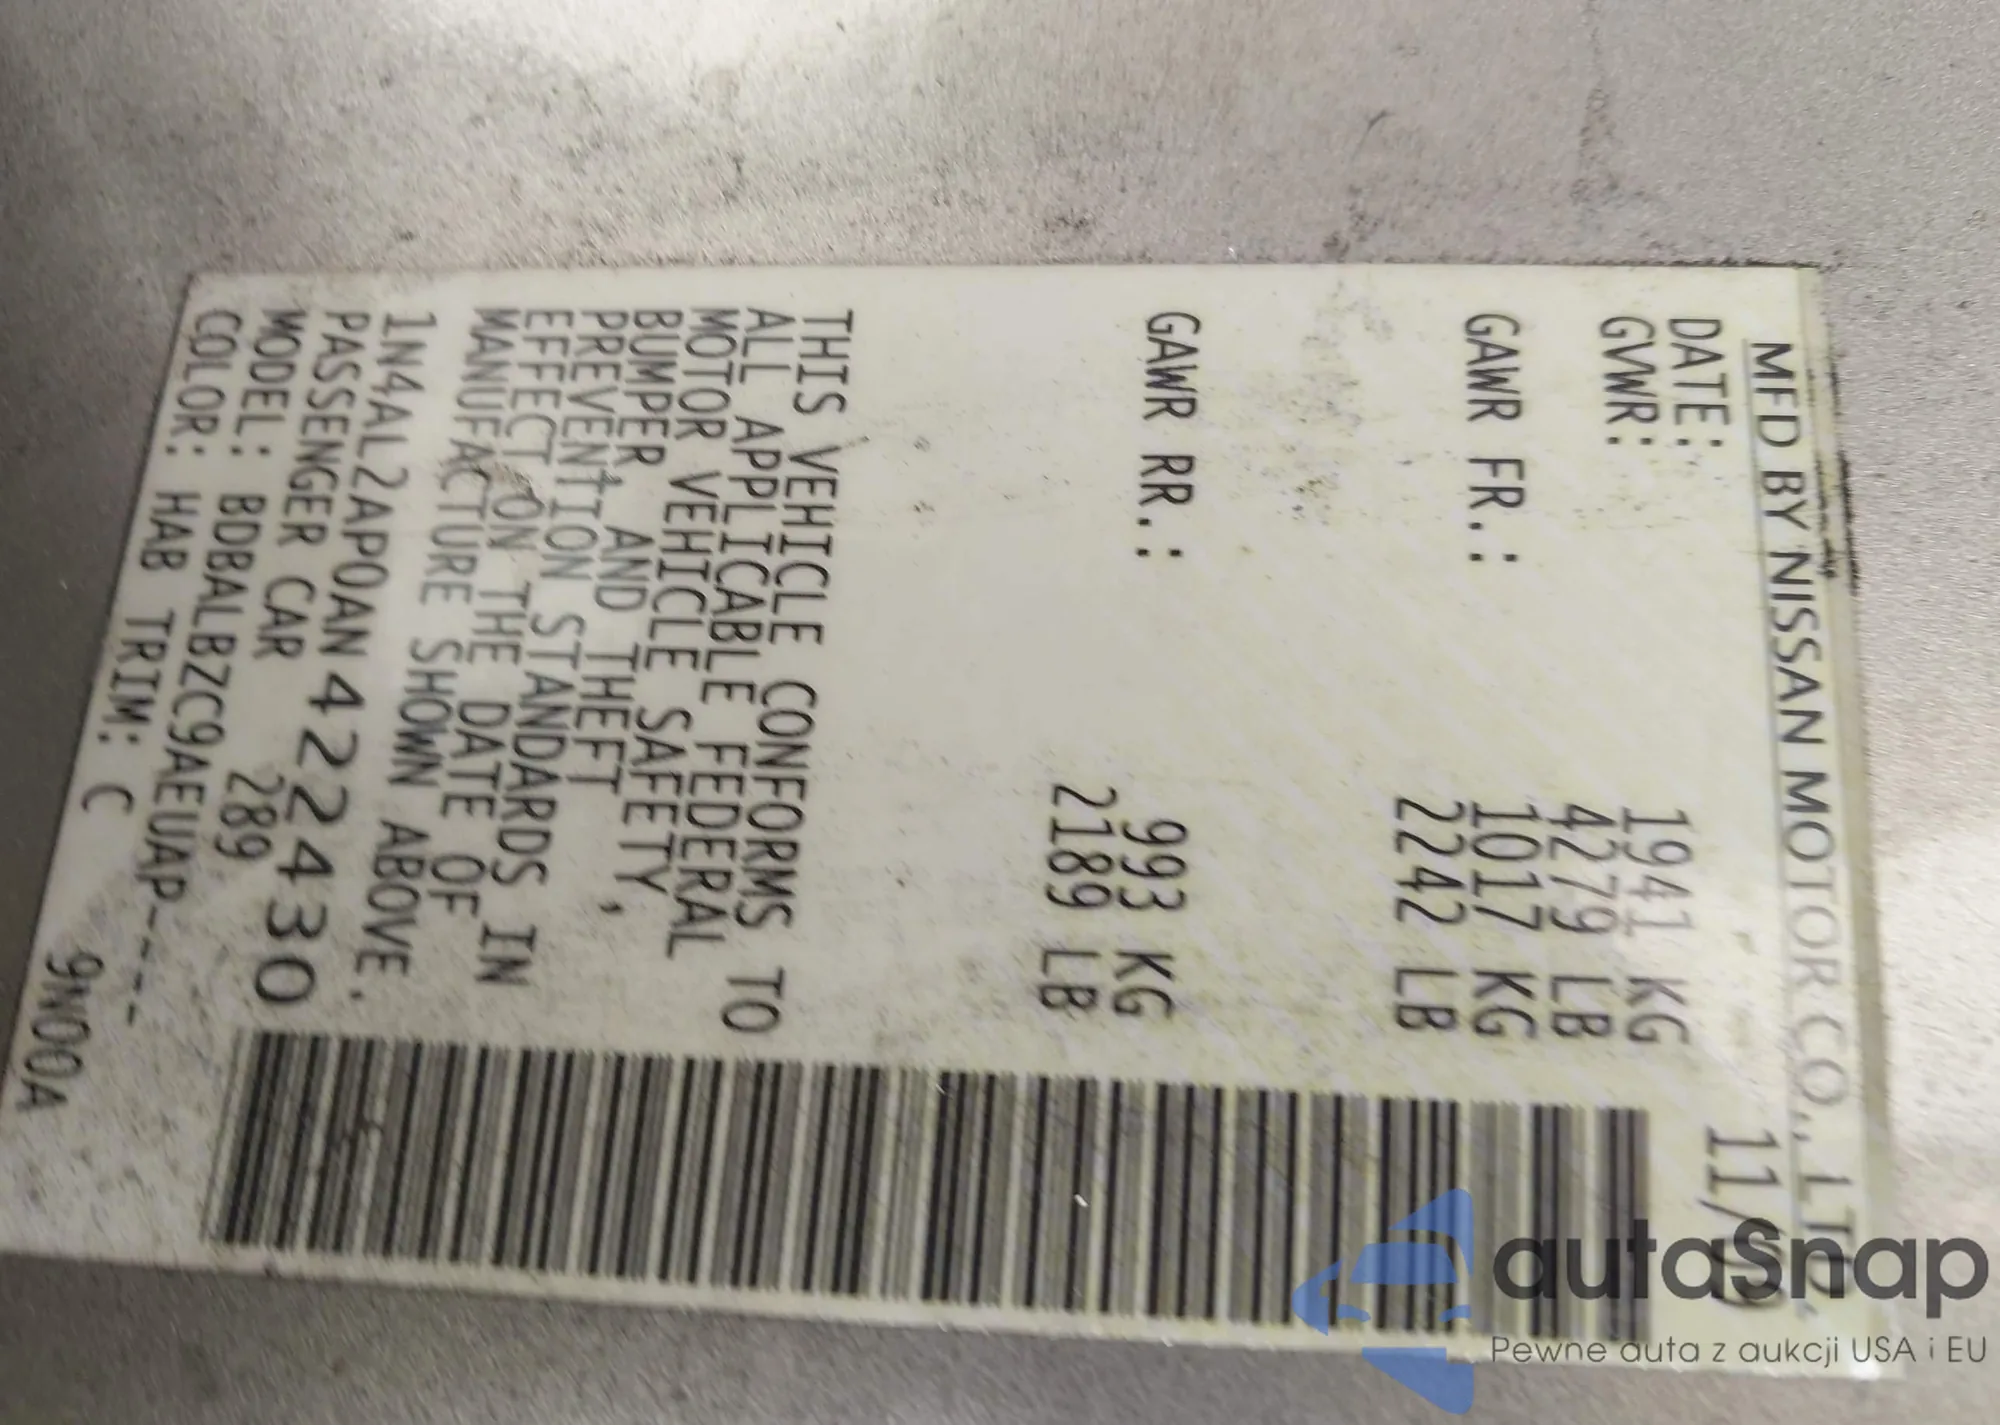 MFD BY NISSAN MOTOR CO., LTD.
DATE: 11/
GVWR: 1941 KG
4279 LB
GAWR FR.: 1017 KG
2242 LB
GAWR RR.: 993 KG
2189 LB
THIS VEHICLE CONFORMS TO
ALL APPLICABLE FEDERAL
MOTOR VEHICLE SAFETY,
BUMPER AND THEFT
PREVENTION STANDARDS IN
EFFECT ON THE DATE OF
MANUFACTURE SHOWN ABOVE.
1N4AL2AP0AN422430
PASSENGER CAR 289
MODEL: BDBALBZC9AEUAP----
COLOR: HAB TRIM: C 9N00A
autaSnap
Pewne auta z aukcji USA i EU